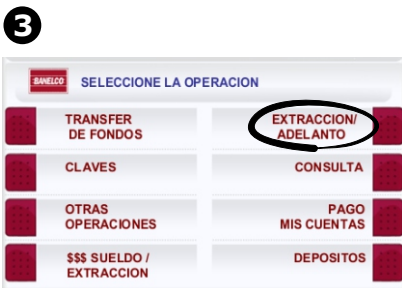 3
BANELCO SELECCIONE LA OPERACION
TRANSFER
DE FONDOS
EXTRACCION/
ADELANTO
CLAVES
CONSULTA
OTRAS
OPERACIONES
PAGO
MIS CUENTAS
$$$ SUELDO /
EXTRACCION
DEPOSITOS